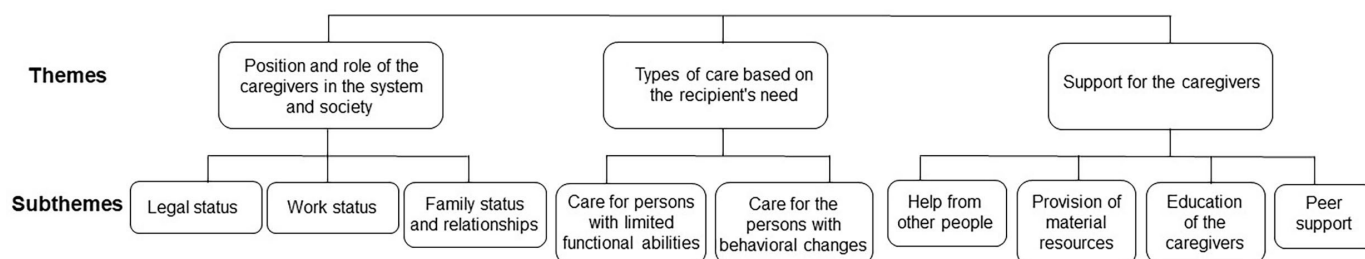 Themes
Position and role of the
caregivers in the system
and society
Types of care based on
the recipient's need
Support for the caregivers
Subthemes
Legal status
Work status
Family status
and relationships
Care for persons
with limited
functional abilities
Care for the
persons with
behavioral changes
Help from
other people
Provision of
material
resources
Education
of the
caregivers
Peer
support